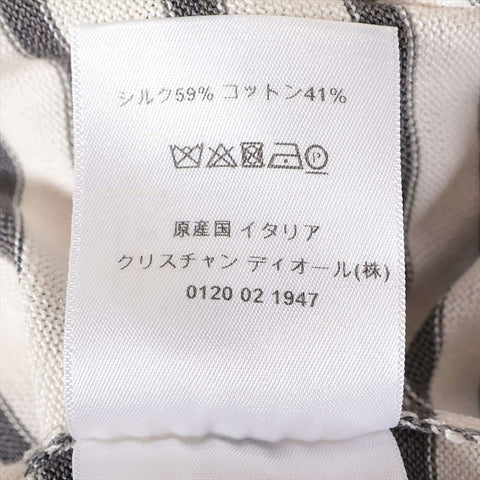 シルク59% コットン41%
P
原産国 イタリア
クリスチャン ディオール(株)
0120 02 1947